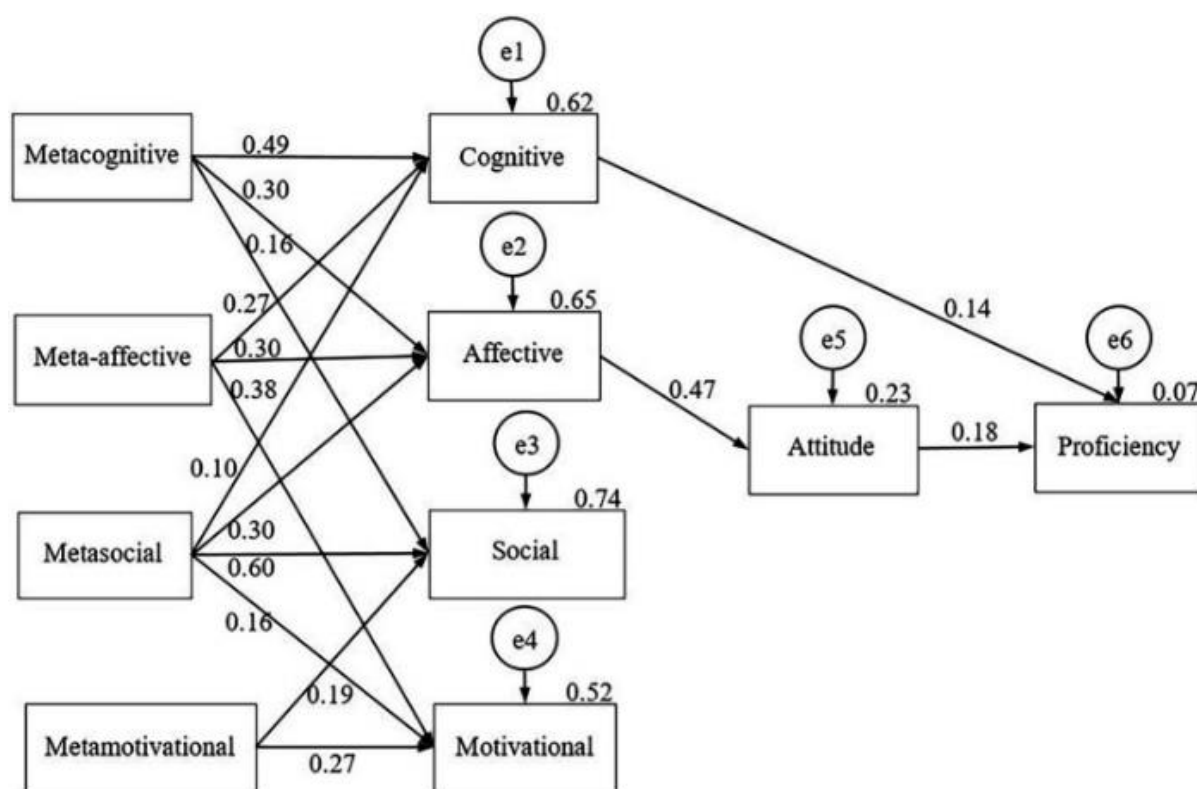 e1
0.62
Metacognitive
0.49
Cognitive
0.30
0.16
e2
0.65
0.27
Meta-affective
0.30
Affective
0.38
0.14
e5
e6
0.47
0.23
0.07
Attitude
0.18
Proficiency
e3
0.10
0.74
Metasocial
0.30
0.60
Social
0.16
e4
0.19
0.52
Metamotivational
0.27
Motivational